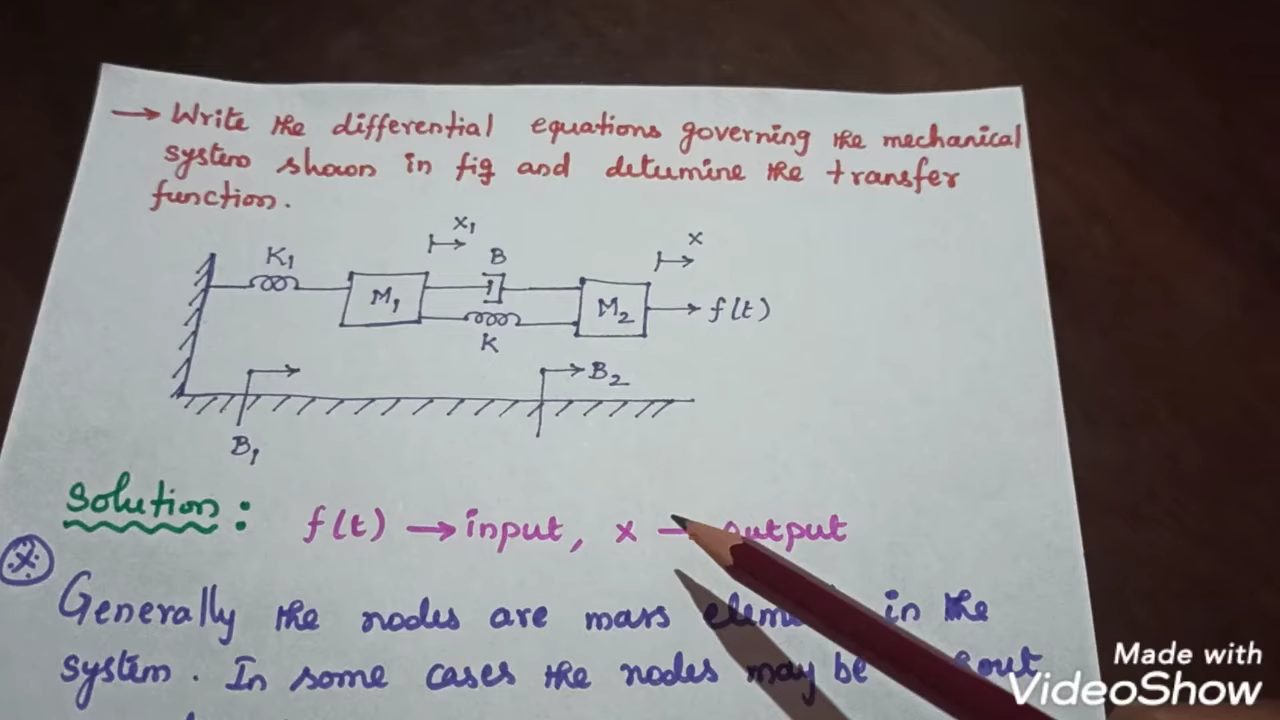 → Write the differential equations governing the mechanical
system shown in fig and determine the transfer
function.
x1
x
K1
B
M1
M2
f(t)
K
B2
B1
Solution:
f(t) → input, x → output
Generally the nodes are mass in the
system. In some cases the nodes may be
Made with
VideoShow